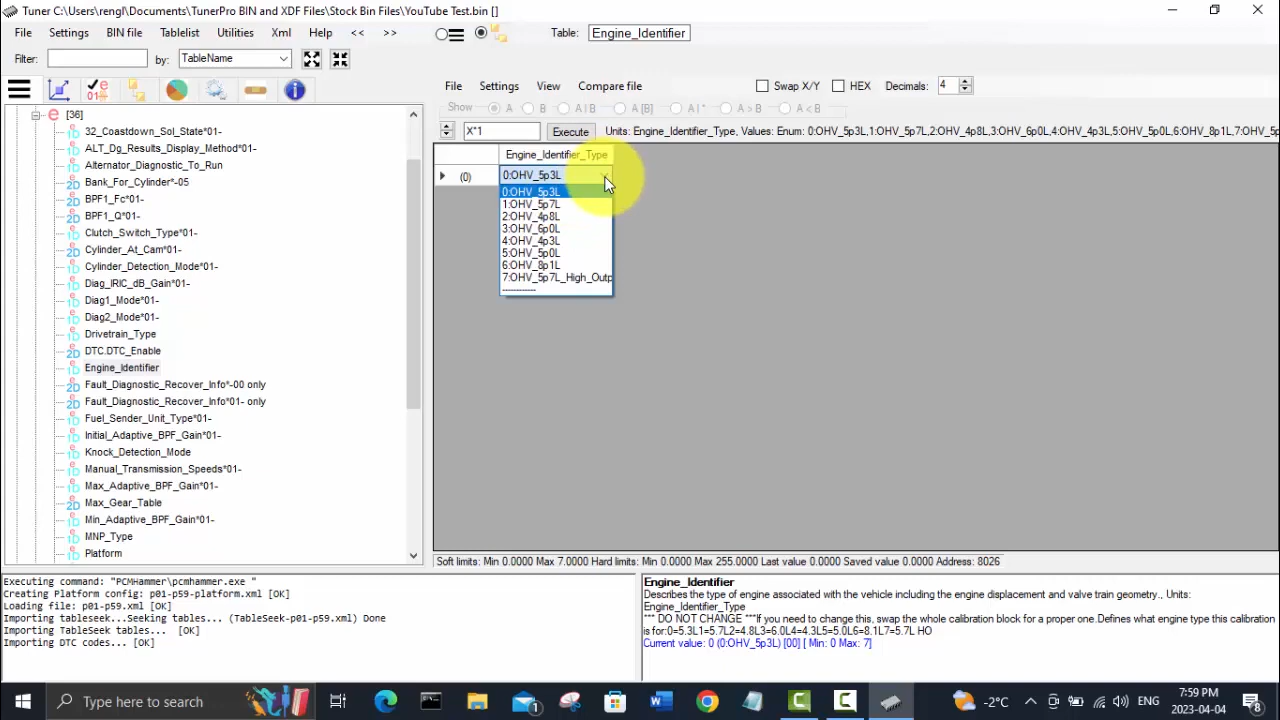 Tuner C:\Users\rengl\Documents\TunerPro BIN and XDF Files\Stock Bin Files\YouTube Test.bin []
File Settings BIN file Tablelist Utilities Xml Help << >> Table: Engine_Identifier
Filter: by: TableName
File Settings View Compare file Swap X/Y HEX Decimals: 4
Show A B A | B A [B] A | * A > B A < B
X*1 Execute Units: Engine_Identifier_Type, Values: Enum: 0:OHV_5p3L,1:OHV_5p7L,2:OHV_4p8L,3:OHV_6p0L,4:OHV_4p3L,5:OHV_5p0L,6:OHV_8p1L,7:OHV_5p
Engine_Identifier_Type
(0) 0:OHV_5p3L
0:OHV_5p3L
1:OHV_5p7L
2:OHV_4p8L
3:OHV_6p0L
4:OHV_4p3L
5:OHV_5p0L
6:OHV_8p1L
7:OHV_5p7L_High_Outp
------------
[36]
32_Coastdown_Sol_State*01-
ALT_Dg_Results_Display_Method*01-
Alternator_Diagnostic_To_Run
Bank_For_Cylinder*-05
BPF1_Fc*01-
BPF1_Q*01-
Clutch_Switch_Type*01-
Cylinder_At_Cam*01-
Cylinder_Detection_Mode*01-
Diag_IRIC_dB_Gain*01-
Diag1_Mode*01-
Diag2_Mode*01-
Drivetrain_Type
DTC.DTC_Enable
Engine_Identifier
Fault_Diagnostic_Recover_Info*-00 only
Fault_Diagnostic_Recover_Info*01- only
Fuel_Sender_Unit_Type*01-
Initial_Adaptive_BPF_Gain*01-
Knock_Detection_Mode
Manual_Transmission_Speeds*01-
Max_Adaptive_BPF_Gain*01-
Max_Gear_Table
Min_Adaptive_BPF_Gain*01-
MNP_Type
Platform
Soft limits: Min 0.0000 Max 7.0000 Hard limits: Min 0.0000 Max 255.0000 Last value 0.0000 Saved value 0.0000 Address: 8026
Executing command: "PCMHammer\pcmhammer.exe "
Creating Platform config: p01-p59-platform.xml [OK]
Loading file: p01-p59.xml [OK]
Importing tableseek...Seeking tables... (TableSeek-p01-p59.xml) Done
Importing TableSeek tables... [OK]
Importing DTC codes... [OK]
Engine_Identifier
Describes the type of engine associated with the vehicle including the engine displacement and valve train geometry., Units:
Engine_Identifier_Type
*** DO NOT CHANGE ***If you need to change this, swap the whole calibration block for a proper one.Defines what engine type this calibration
is for:0=5.3L1=5.7L2=4.8L3=6.0L4=4.3L5=5.0L6=8.1L7=5.7L HO
Current value: 0 (0:OHV_5p3L) [00] [ Min: 0 Max: 7]
Type here to search
-2°C ENG 7:59 PM
2023-04-04